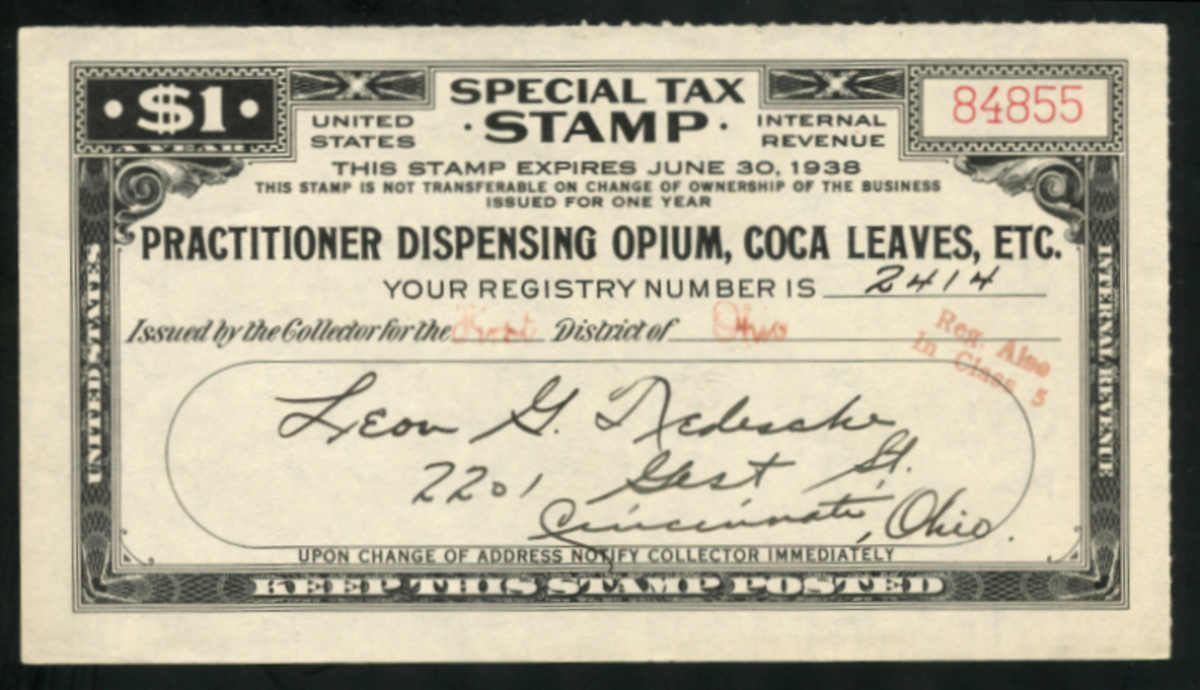 · $1 ·
A YEAR
SPECIAL TAX
· STAMP ·
UNITED STATES
INTERNAL REVENUE
84855
THIS STAMP EXPIRES JUNE 30, 1938
THIS STAMP IS NOT TRANSFERABLE ON CHANGE OF OWNERSHIP OF THE BUSINESS
ISSUED FOR ONE YEAR
PRACTITIONER DISPENSING OPIUM, COCA LEAVES, ETC.
YOUR REGISTRY NUMBER IS 2414
Issued by the Collector for the First District of Ohio
Reg. Also
In Class 5
Leon G. Tedesche
2201 Gest St.
Cincinnati, Ohio.
UPON CHANGE OF ADDRESS NOTIFY COLLECTOR IMMEDIATELY
KEEP THIS STAMP POSTED
UNITED STATES
INTERNAL REVENUE